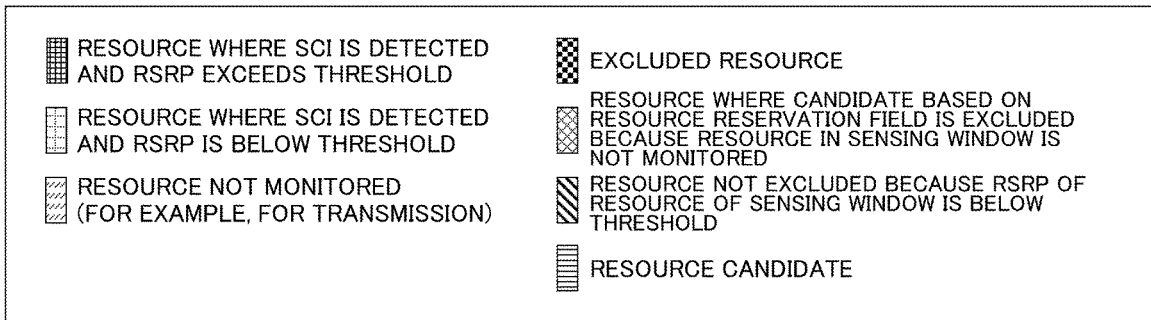 RESOURCE WHERE SCI IS DETECTED
AND RSRP EXCEEDS THRESHOLD
RESOURCE WHERE SCI IS DETECTED
AND RSRP IS BELOW THRESHOLD
RESOURCE NOT MONITORED
(FOR EXAMPLE, FOR TRANSMISSION)
EXCLUDED RESOURCE
RESOURCE WHERE CANDIDATE BASED ON
RESOURCE RESERVATION FIELD IS EXCLUDED
BECAUSE RESOURCE IN SENSING WINDOW IS
NOT MONITORED
RESOURCE NOT EXCLUDED BECAUSE RSRP OF
RESOURCE OF SENSING WINDOW IS BELOW
THRESHOLD
RESOURCE CANDIDATE